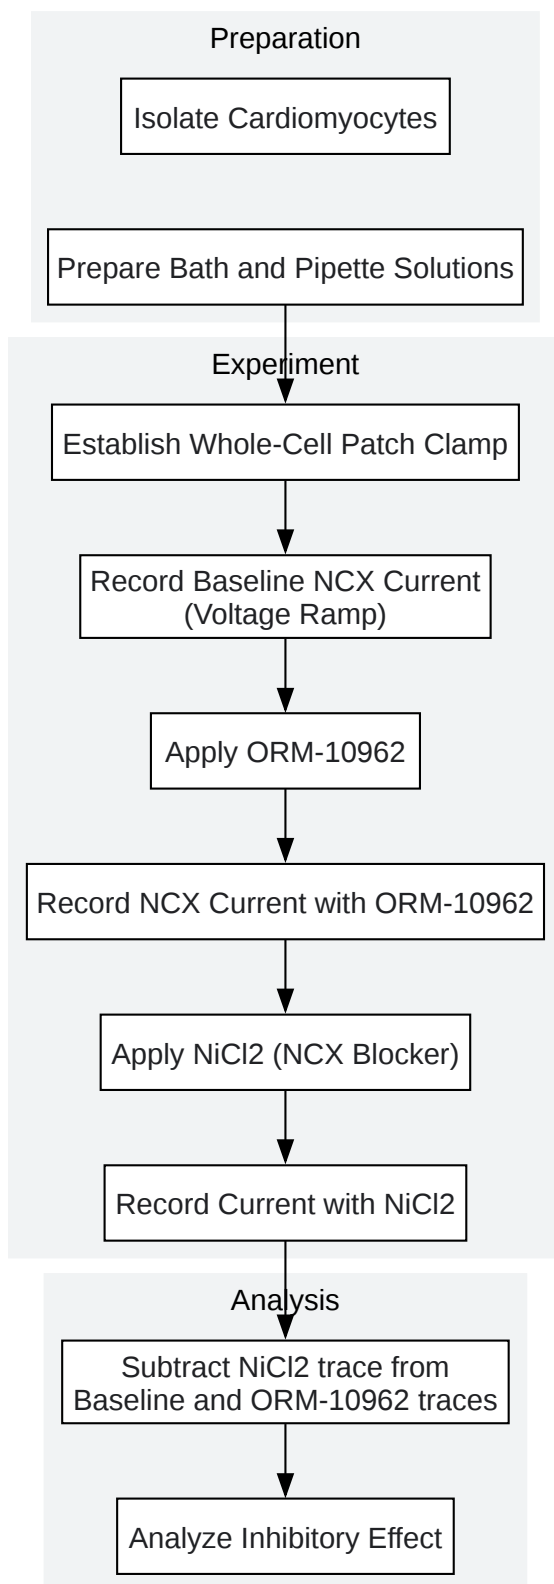 Preparation
Isolate Cardiomyocytes
Prepare Bath and Pipette Solutions
Experiment
Establish Whole-Cell Patch Clamp
Record Baseline NCX Current
(Voltage Ramp)
Apply ORM-10962
Record NCX Current with ORM-10962
Apply NiCl2 (NCX Blocker)
Record Current with NiCl2
Analysis
Subtract NiCl2 trace from
Baseline and ORM-10962 traces
Analyze Inhibitory Effect